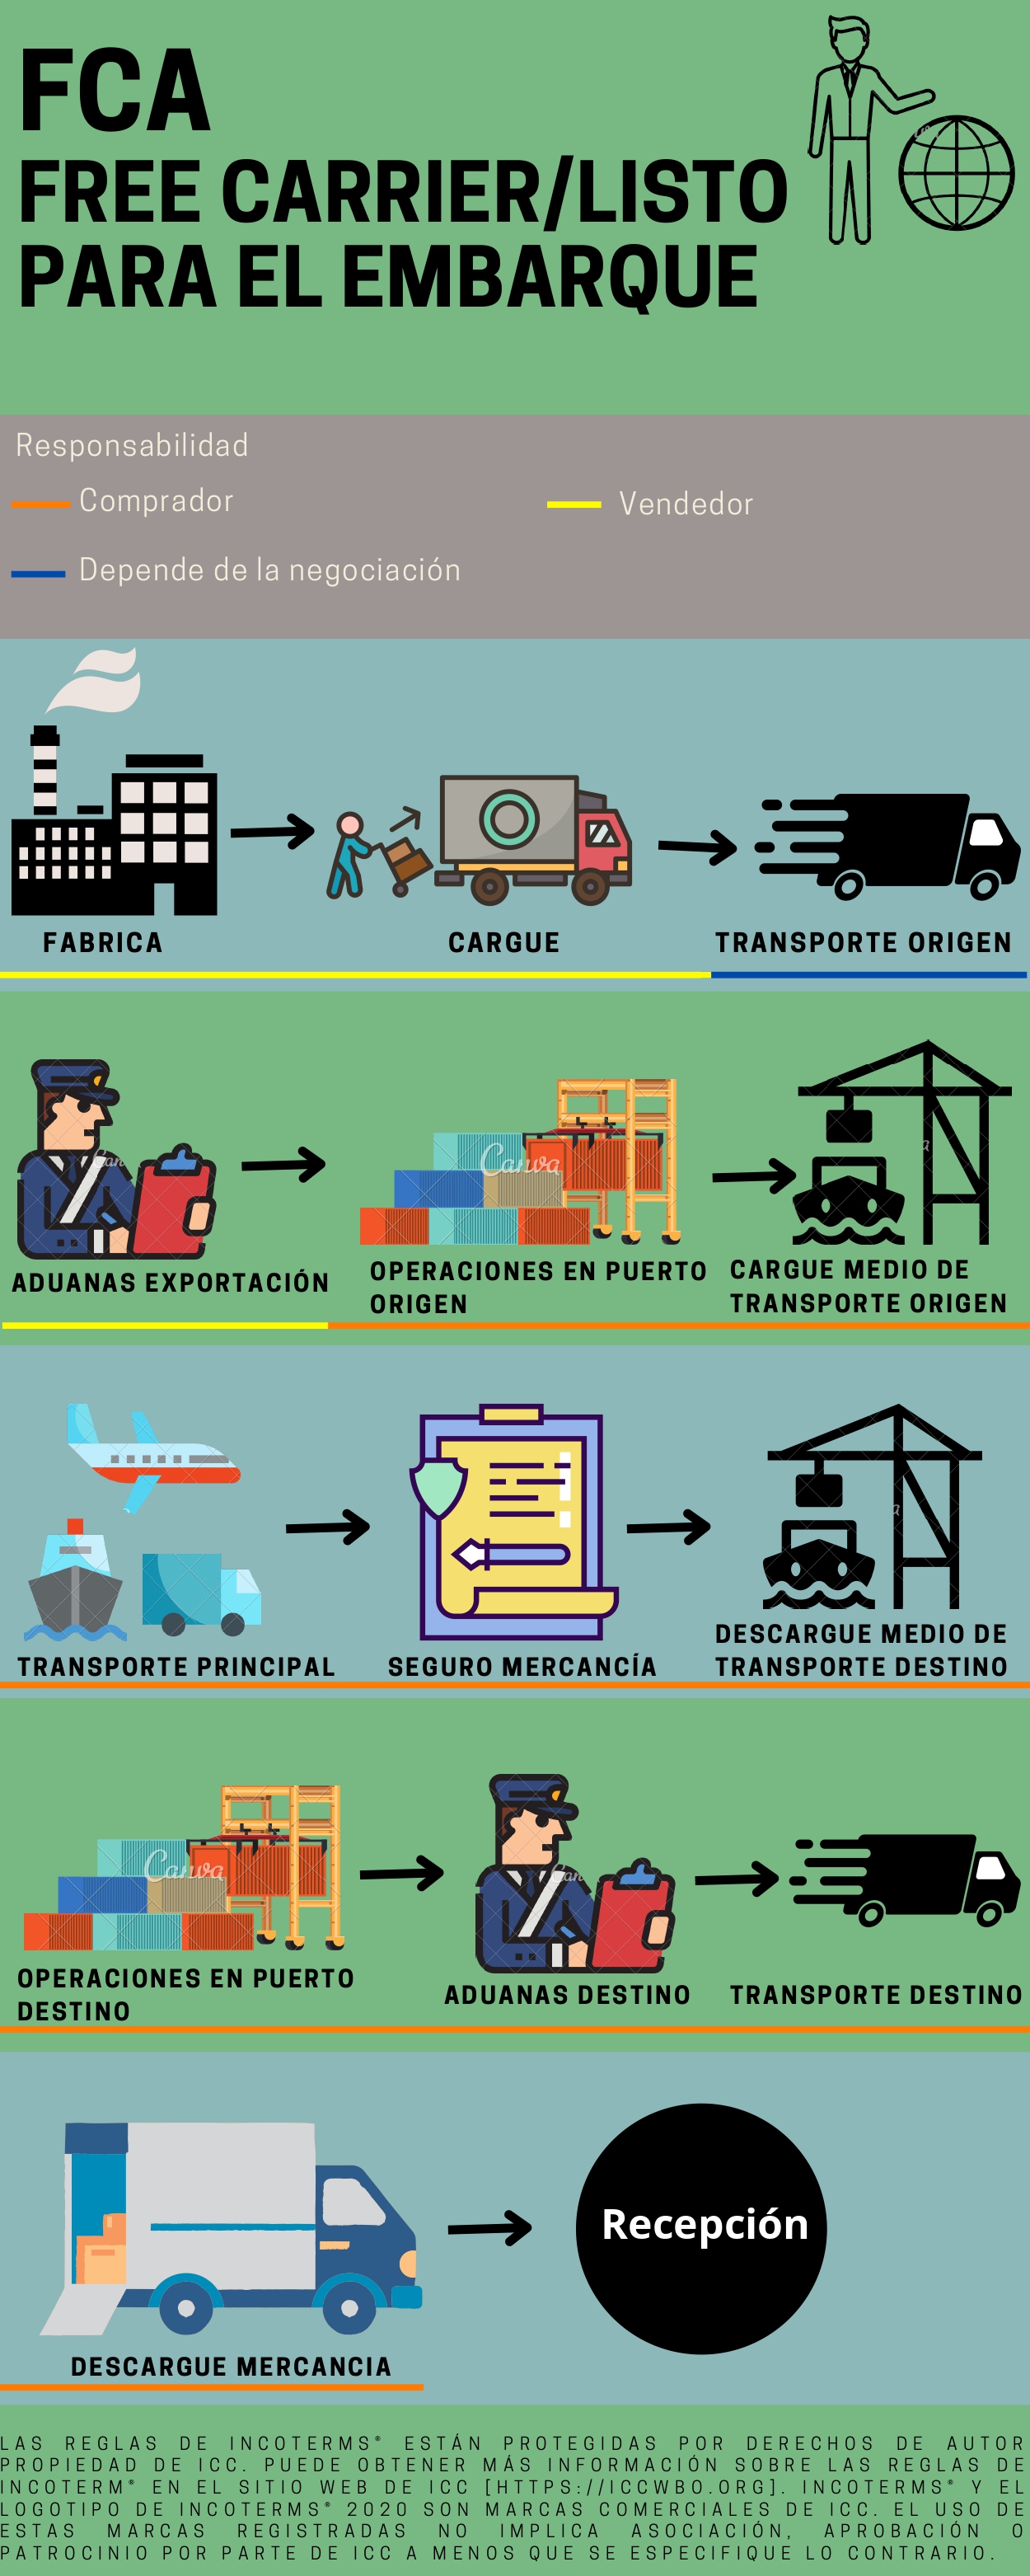 FCA
FREE CARRIER/LISTO
PARA EL EMBARQUE
Responsabilidad
Comprador
Vendedor
Depende de la negociación
FABRICA
CARGUE
TRANSPORTE ORIGEN
Canva
ADUANAS EXPORTACIÓN
OPERACIONES EN PUERTO
ORIGEN
CARGUE MEDIO DE
TRANSPORTE ORIGEN
TRANSPORTE PRINCIPAL
SEGURO MERCANCÍA
DESCARGUE MEDIO DE
TRANSPORTE DESTINO
Canva
OPERACIONES EN PUERTO
DESTINO
ADUANAS DESTINO
TRANSPORTE DESTINO
Recepción
DESCARGUE MERCANCIA
LAS REGLAS DE INCOTERMS® ESTÁN PROTEGIDAS POR DERECHOS DE AUTOR
PROPIEDAD DE ICC. PUEDE OBTENER MÁS INFORMACIÓN SOBRE LAS REGLAS DE
INCOTERM® EN EL SITIO WEB DE ICC [HTTPS://ICCWBO.ORG]. INCOTERMS® Y EL
LOGOTIPO DE INCOTERMS® 2020 SON MARCAS COMERCIALES DE ICC. EL USO DE
ESTAS MARCAS REGISTRADAS NO IMPLICA ASOCIACIÓN, APROBACIÓN O
PATROCINIO POR PARTE DE ICC A MENOS QUE SE ESPECIFIQUE LO CONTRARIO.